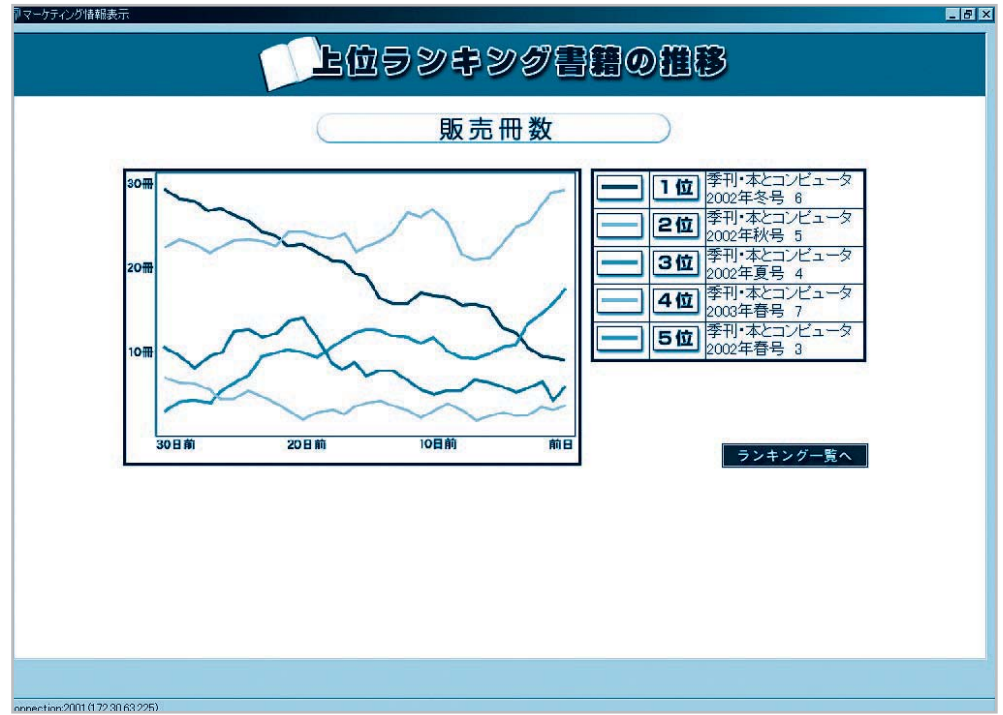 マーケティング情報表示
上位ランキング書籍の推移
販売冊数
30冊
20冊
10冊
30日前
20日前
10日前
前日
1位
季刊・本とコンピュータ
2002年冬号 6
2位
季刊・本とコンピュータ
2002年秋号 5
3位
季刊・本とコンピュータ
2002年夏号 4
4位
季刊・本とコンピュータ
2003年春号 7
5位
季刊・本とコンピュータ
2002年春号 3
ランキング一覧へ
onnection:2001 (172.30.63.225)